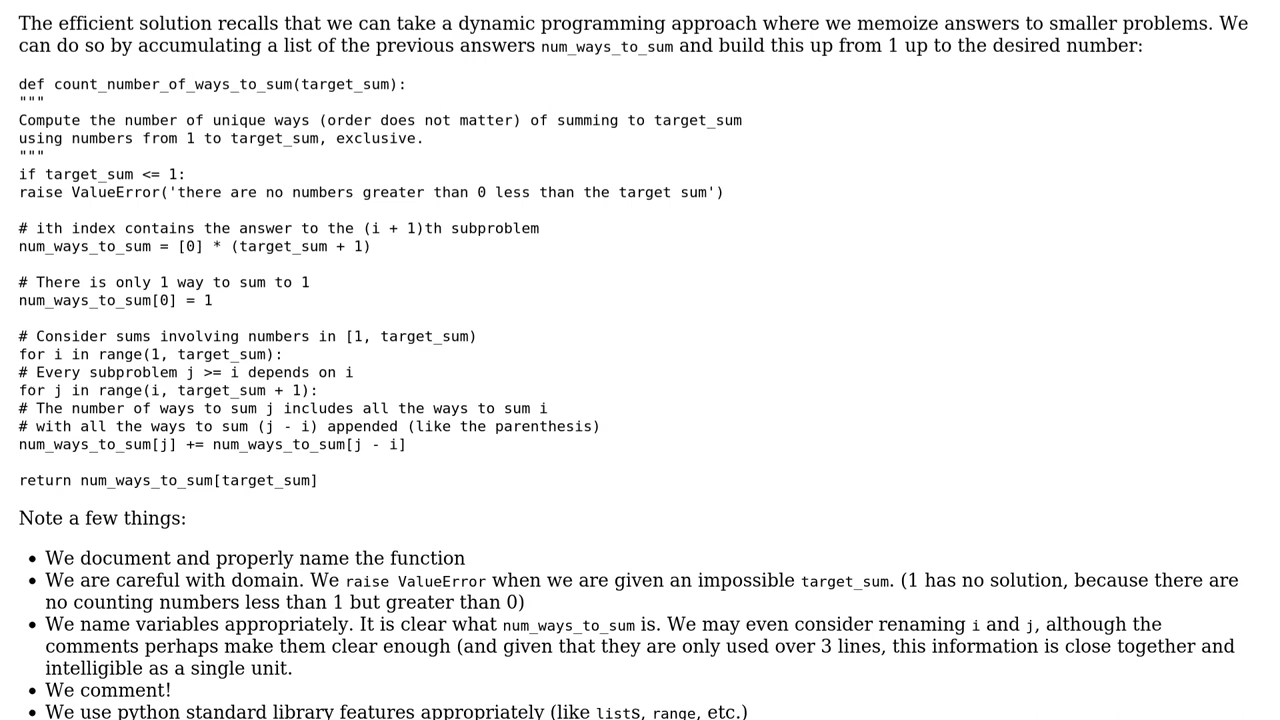 The efficient solution recalls that we can take a dynamic programming approach where we memoize answers to smaller problems. We
can do so by accumulating a list of the previous answers num_ways_to_sum and build this up from 1 up to the desired number:
def count_number_of_ways_to_sum(target_sum):
"""
Compute the number of unique ways (order does not matter) of summing to target_sum
using numbers from 1 to target_sum, exclusive.
"""
if target_sum <= 1:
raise ValueError('there are no numbers greater than 0 less than the target sum')
# ith index contains the answer to the (i + 1)th subproblem
num_ways_to_sum = [0] * (target_sum + 1)
# There is only 1 way to sum to 1
num_ways_to_sum[0] = 1
# Consider sums involving numbers in [1, target_sum)
for i in range(1, target_sum):
# Every subproblem j >= i depends on i
for j in range(i, target_sum + 1):
# The number of ways to sum j includes all the ways to sum i
# with all the ways to sum (j - i) appended (like the parenthesis)
num_ways_to_sum[j] += num_ways_to_sum[j - i]
return num_ways_to_sum[target_sum]
Note a few things:
• We document and properly name the function
• We are careful with domain. We raise ValueError when we are given an impossible target_sum. (1 has no solution, because there are
no counting numbers less than 1 but greater than 0)
• We name variables appropriately. It is clear what num_ways_to_sum is. We may even consider renaming i and j, although the
comments perhaps make them clear enough (and given that they are only used over 3 lines, this information is close together and
intelligible as a single unit.
• We comment!
• We use python standard library features appropriately (like lists, range, etc.)